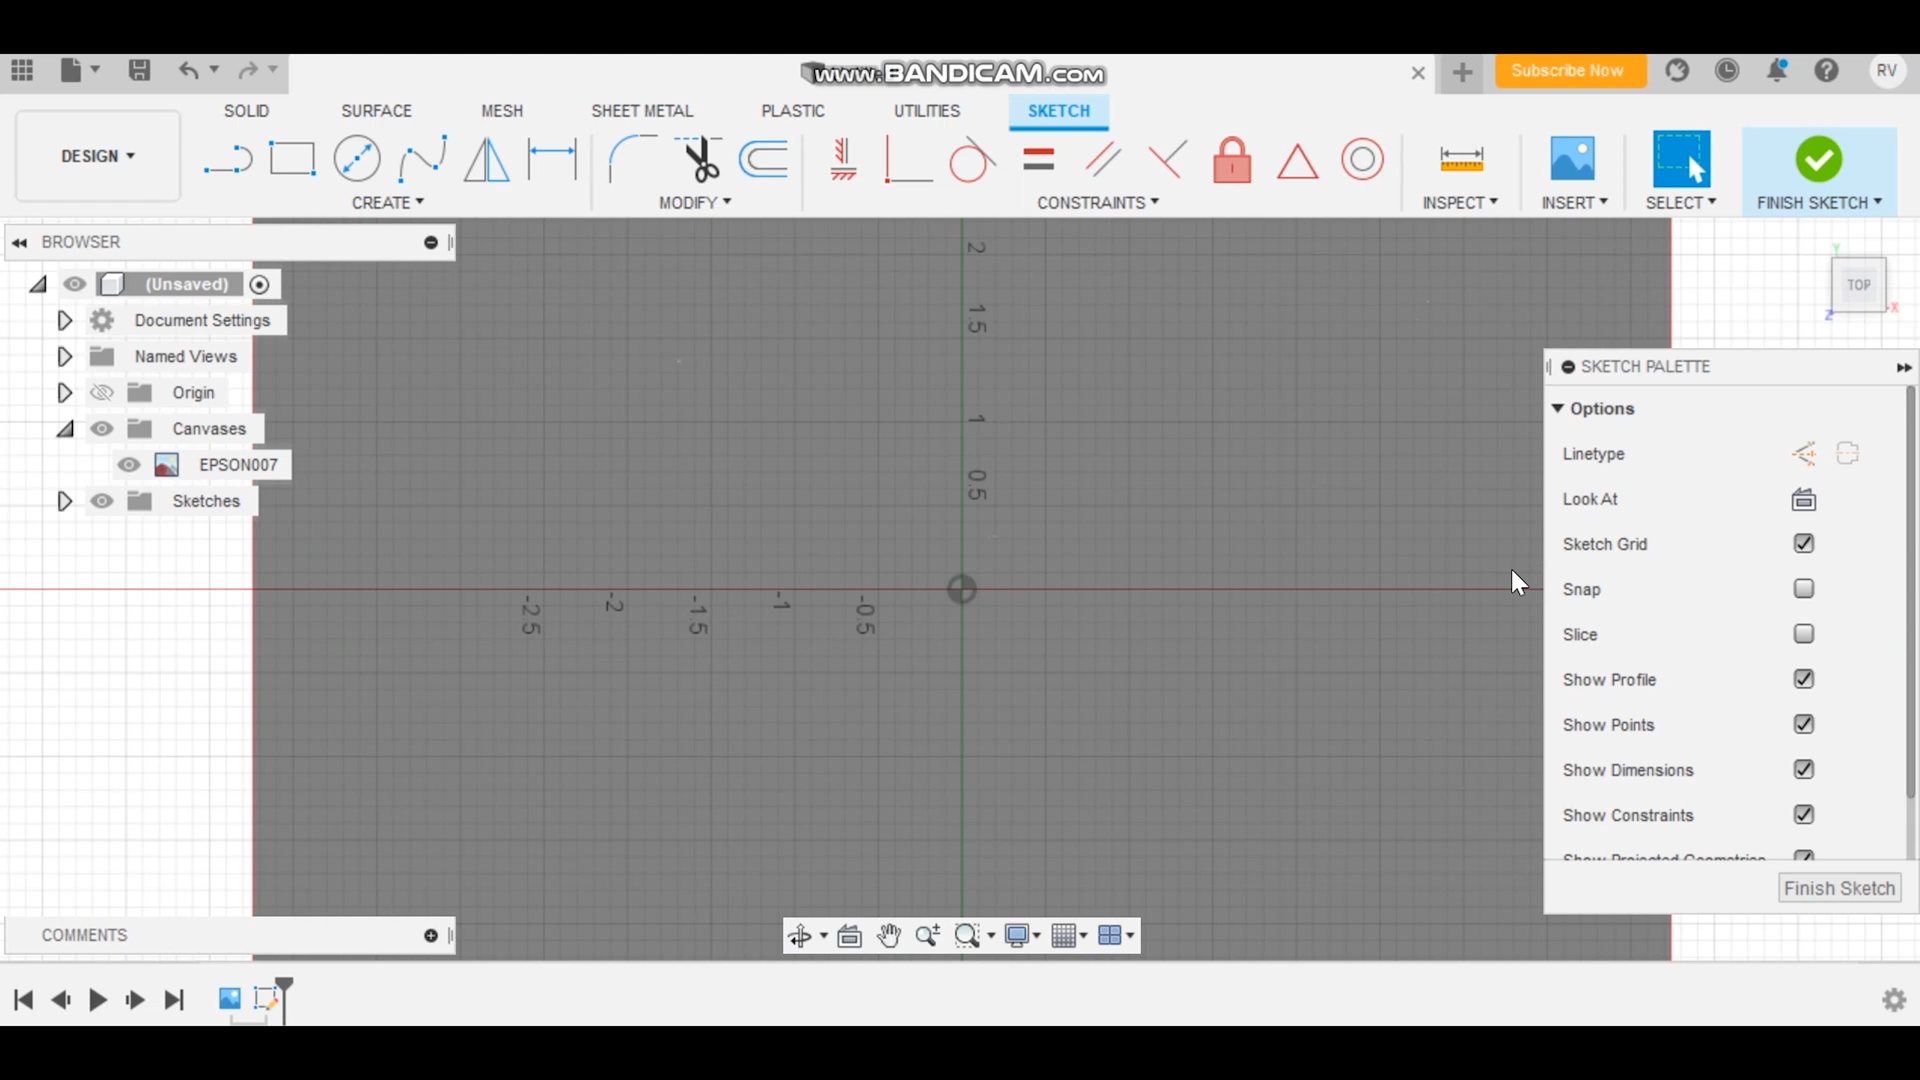 www.BANDICAM.com
Subscribe Now
RV
SOLID
SURFACE
MESH
SHEET METAL
PLASTIC
UTILITIES
SKETCH
DESIGN
CREATE
MODIFY
CONSTRAINTS
INSPECT
INSERT
SELECT
FINISH SKETCH
BROWSER
(Unsaved)
Document Settings
Named Views
Origin
Canvases
EPSON007
Sketches
2
1.5
1
0.5
-2.5
-2
-1.5
-1
-0.5
Y
TOP
X
Z
SKETCH PALETTE
Options
Linetype
Look At
Sketch Grid
Snap
Slice
Show Profile
Show Points
Show Dimensions
Show Constraints
Show Projected Geometries
Finish Sketch
COMMENTS